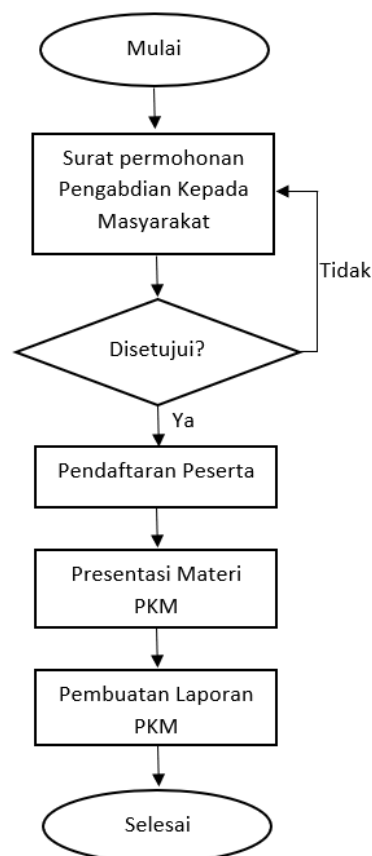 Mulai
Surat permohonan
Pengabdian Kepada
Masyarakat
Tidak
Disetujui?
Ya
Pendaftaran Peserta
Presentasi Materi
PKM
Pembuatan Laporan
PKM
Selesai